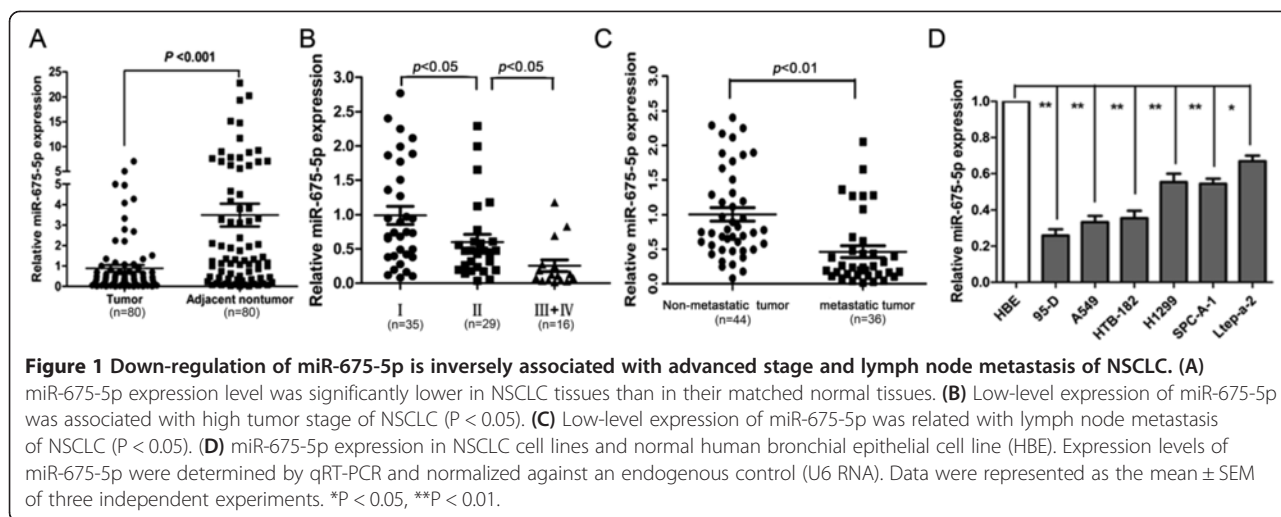 A
P <0.001
Relative miR-675-5p expression
25
20
15
10
5
4
3
2
1
0
Tumor
(n=80)
Adjacent nontumor
(n=80)
B
p<0.05
p<0.05
Relative miR-675-5p expression
3.0
2.5
2.0
1.5
1.0
0.5
0.0
I
(n=35)
II
(n=29)
III+IV
(n=16)
C
p<0.01
Relative miR-675-5p expression
3.0
2.5
2.0
1.5
1.0
0.5
0.0
Non-metastatic tumor
(n=44)
metastatic tumor
(n=36)
D
** ** ** ** ** *
Relative miR-675-5p expression
1.0
0.8
0.6
0.4
0.2
0.0
HBE
95-D
A549
HTB-182
H1299
SPC-A-1
Ltep-a-2
Figure 1 Down-regulation of miR-675-5p is inversely associated with advanced stage and lymph node metastasis of NSCLC. (A)
miR-675-5p expression level was significantly lower in NSCLC tissues than in their matched normal tissues. (B) Low-level expression of miR-675-5p
was associated with high tumor stage of NSCLC (P < 0.05). (C) Low-level expression of miR-675-5p was related with lymph node metastasis
of NSCLC (P < 0.05). (D) miR-675-5p expression in NSCLC cell lines and normal human bronchial epithelial cell line (HBE). Expression levels of
miR-675-5p were determined by qRT-PCR and normalized against an endogenous control (U6 RNA). Data were represented as the mean ± SEM
of three independent experiments. *P < 0.05, **P < 0.01.